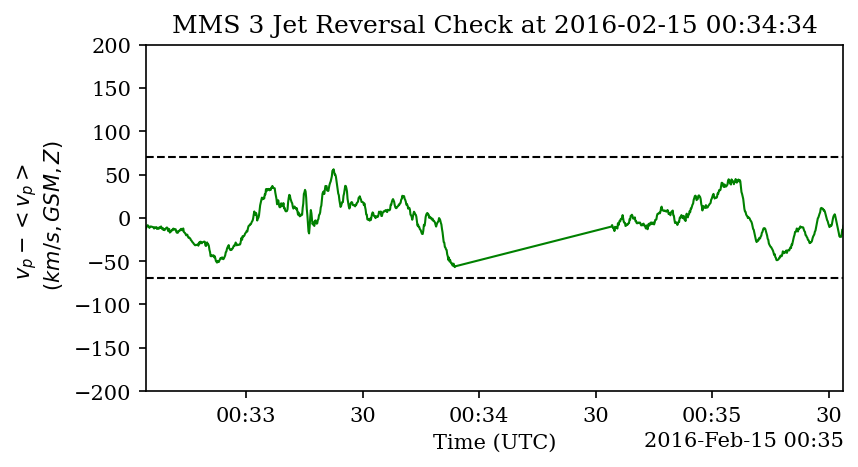 MMS 3 Jet Reversal Check at 2016-02-15 00:34:34
200
150
100
50
0
−50
−100
−150
−200
v_p − < v_p >
(km/s, GSM, Z)
00:33 30 00:34 30 00:35 30
Time (UTC) 2016-Feb-15 00:35